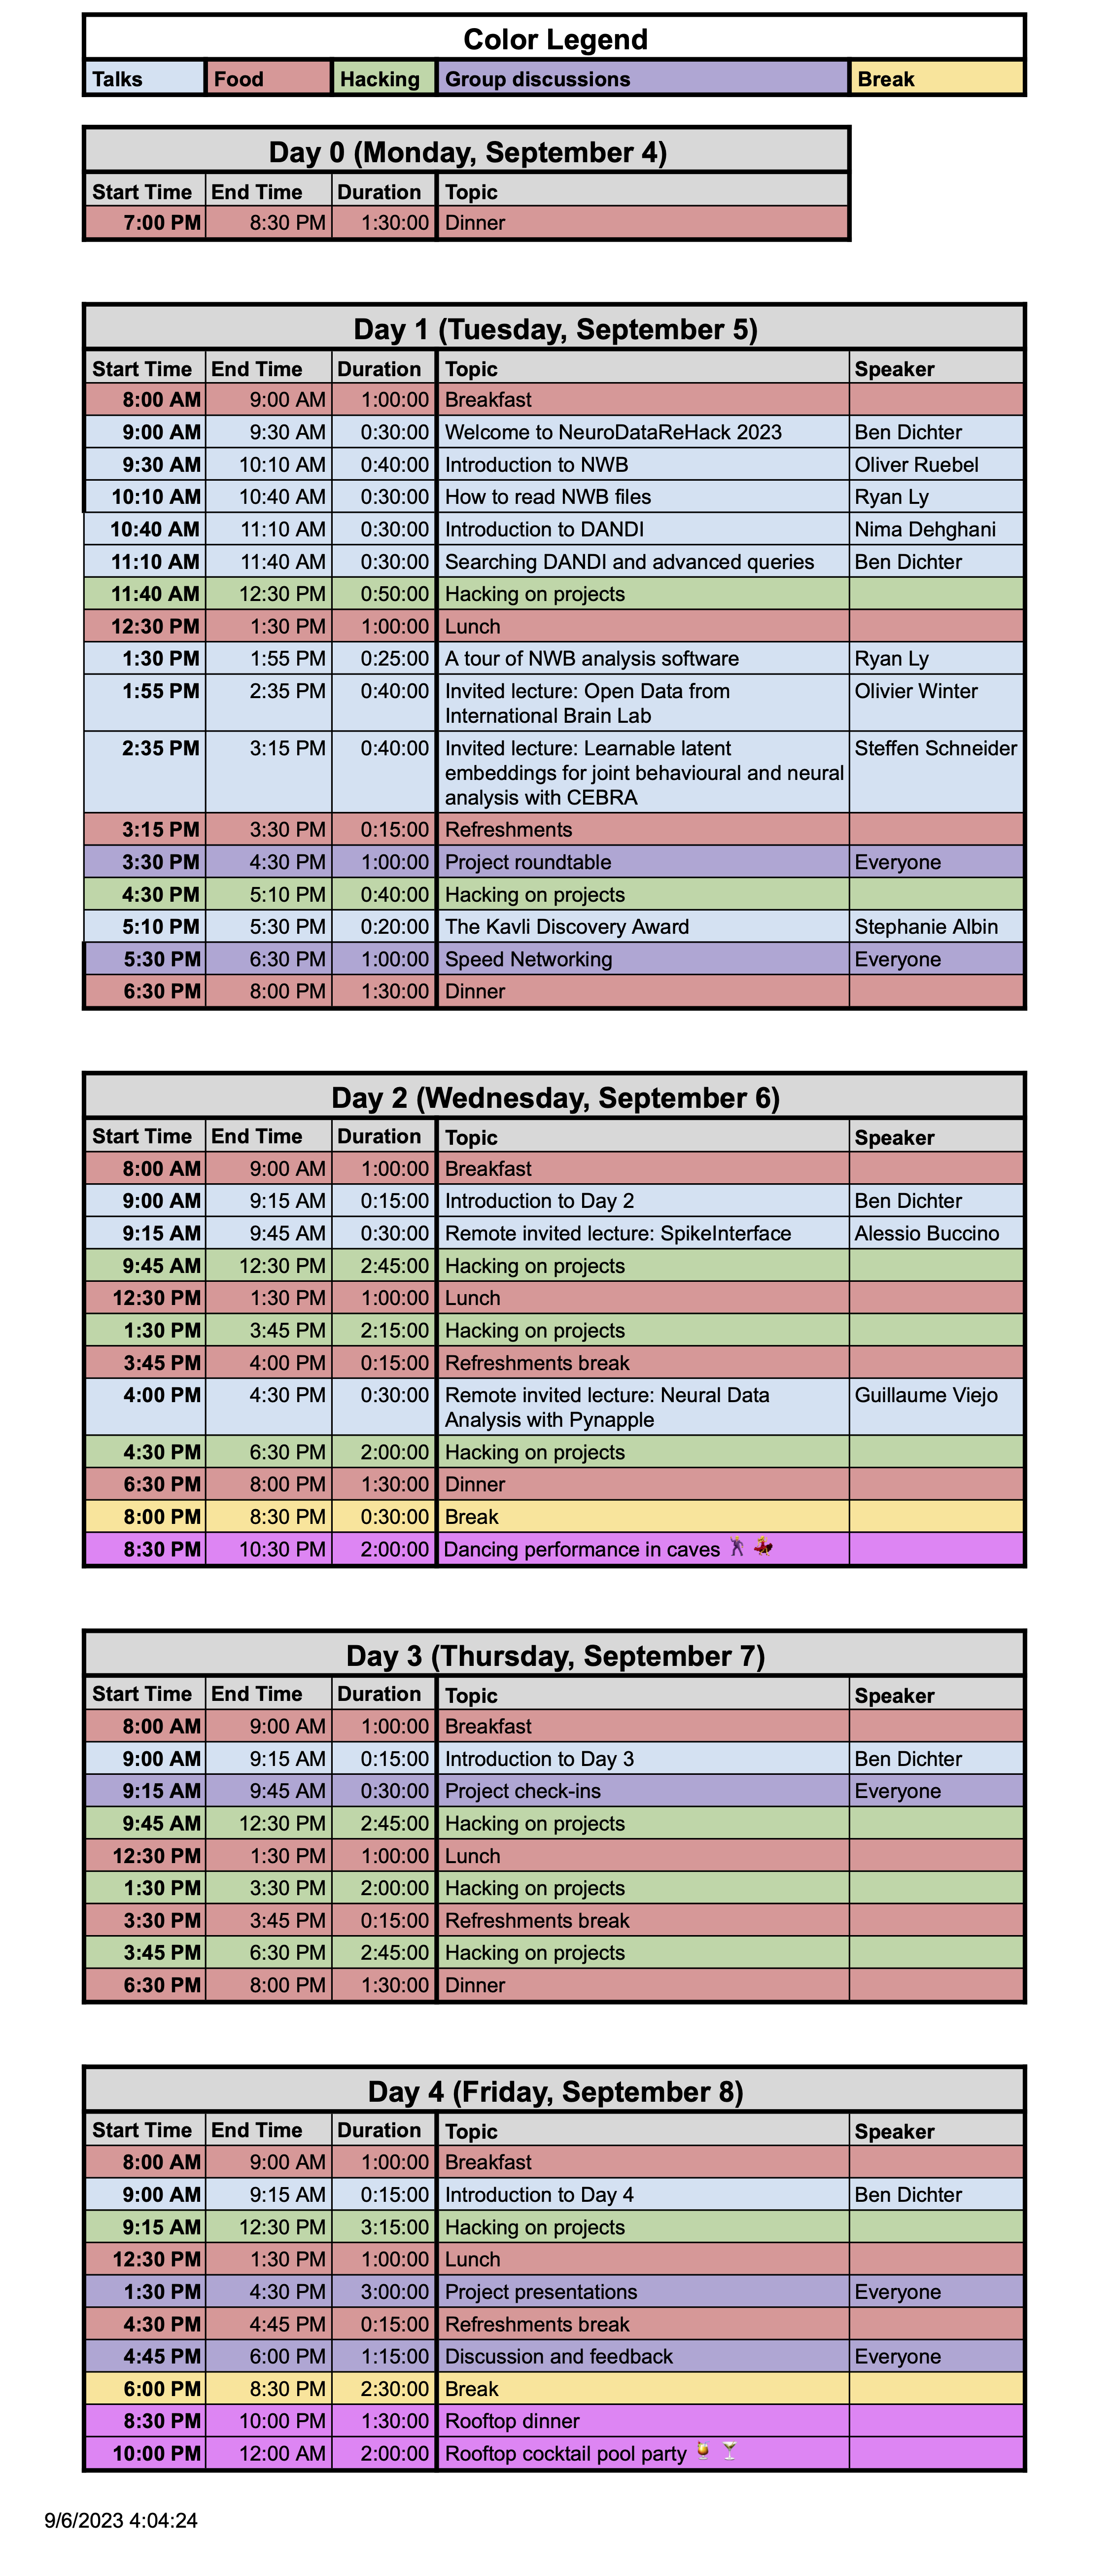 Color Legend
Talks Food Hacking Group discussions Break
Day 0 (Monday, September 4)
Start Time End Time Duration Topic
7:00 PM 8:30 PM 1:30:00 Dinner
Day 1 (Tuesday, September 5)
Start Time End Time Duration Topic Speaker
8:00 AM 9:00 AM 1:00:00 Breakfast
9:00 AM 9:30 AM 0:30:00 Welcome to NeuroDataReHack 2023 Ben Dichter
9:30 AM 10:10 AM 0:40:00 Introduction to NWB Oliver Ruebel
10:10 AM 10:40 AM 0:30:00 How to read NWB files Ryan Ly
10:40 AM 11:10 AM 0:30:00 Introduction to DANDI Nima Dehghani
11:10 AM 11:40 AM 0:30:00 Searching DANDI and advanced queries Ben Dichter
11:40 AM 12:30 PM 0:50:00 Hacking on projects
12:30 PM 1:30 PM 1:00:00 Lunch
1:30 PM 1:55 PM 0:25:00 A tour of NWB analysis software Ryan Ly
1:55 PM 2:35 PM 0:40:00 Invited lecture: Open Data from Olivier Winter
International Brain Lab
2:35 PM 3:15 PM 0:40:00 Invited lecture: Learnable latent Steffen Schneider
embeddings for joint behavioural and neural
analysis with CEBRA
3:15 PM 3:30 PM 0:15:00 Refreshments
3:30 PM 4:30 PM 1:00:00 Project roundtable Everyone
4:30 PM 5:10 PM 0:40:00 Hacking on projects
5:10 PM 5:30 PM 0:20:00 The Kavli Discovery Award Stephanie Albin
5:30 PM 6:30 PM 1:00:00 Speed Networking Everyone
6:30 PM 8:00 PM 1:30:00 Dinner
Day 2 (Wednesday, September 6)
Start Time End Time Duration Topic Speaker
8:00 AM 9:00 AM 1:00:00 Breakfast
9:00 AM 9:15 AM 0:15:00 Introduction to Day 2 Ben Dichter
9:15 AM 9:45 AM 0:30:00 Remote invited lecture: SpikeInterface Alessio Buccino
9:45 AM 12:30 PM 2:45:00 Hacking on projects
12:30 PM 1:30 PM 1:00:00 Lunch
1:30 PM 3:45 PM 2:15:00 Hacking on projects
3:45 PM 4:00 PM 0:15:00 Refreshments break
4:00 PM 4:30 PM 0:30:00 Remote invited lecture: Neural Data Guillaume Viejo
Analysis with Pynapple
4:30 PM 6:30 PM 2:00:00 Hacking on projects
6:30 PM 8:00 PM 1:30:00 Dinner
8:00 PM 8:30 PM 0:30:00 Break
8:30 PM 10:30 PM 2:00:00 Dancing performance in caves 🕺 💃
Day 3 (Thursday, September 7)
Start Time End Time Duration Topic Speaker
8:00 AM 9:00 AM 1:00:00 Breakfast
9:00 AM 9:15 AM 0:15:00 Introduction to Day 3 Ben Dichter
9:15 AM 9:45 AM 0:30:00 Project check-ins Everyone
9:45 AM 12:30 PM 2:45:00 Hacking on projects
12:30 PM 1:30 PM 1:00:00 Lunch
1:30 PM 3:30 PM 2:00:00 Hacking on projects
3:30 PM 3:45 PM 0:15:00 Refreshments break
3:45 PM 6:30 PM 2:45:00 Hacking on projects
6:30 PM 8:00 PM 1:30:00 Dinner
Day 4 (Friday, September 8)
Start Time End Time Duration Topic Speaker
8:00 AM 9:00 AM 1:00:00 Breakfast
9:00 AM 9:15 AM 0:15:00 Introduction to Day 4 Ben Dichter
9:15 AM 12:30 PM 3:15:00 Hacking on projects
12:30 PM 1:30 PM 1:00:00 Lunch
1:30 PM 4:30 PM 3:00:00 Project presentations Everyone
4:30 PM 4:45 PM 0:15:00 Refreshments break
4:45 PM 6:00 PM 1:15:00 Discussion and feedback Everyone
6:00 PM 8:30 PM 2:30:00 Break
8:30 PM 10:00 PM 1:30:00 Rooftop dinner
10:00 PM 12:00 AM 2:00:00 Rooftop cocktail pool party 🍹 🍸
9/6/2023 4:04:24